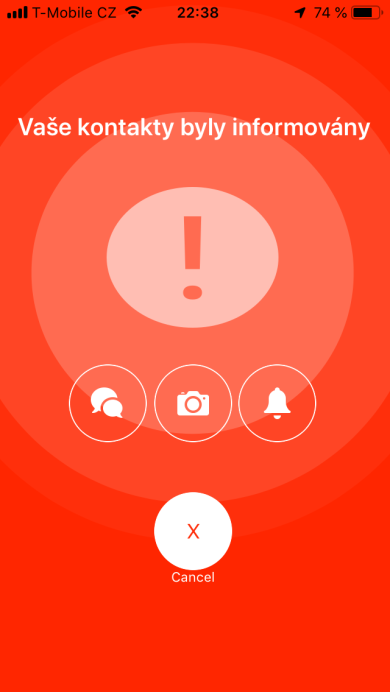 T-Mobile CZ 22:38 74 %
Vaše kontakty byly informovány
!
X
Cancel